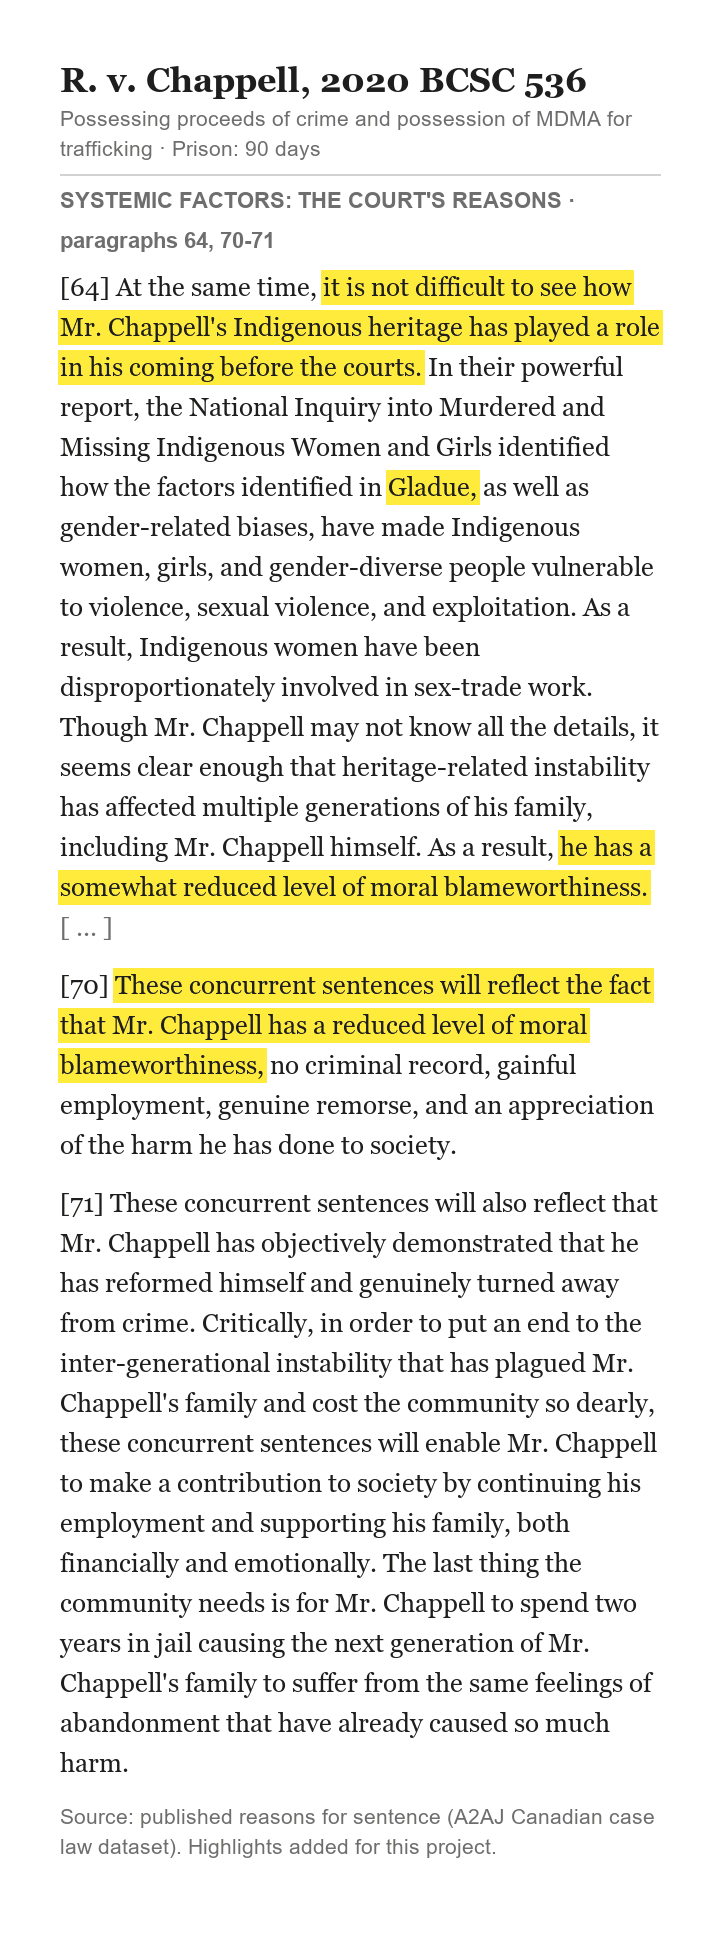 R. v. Chappell, 2020 BCSC 536
Possessing proceeds of crime and possession of MDMA for
trafficking · Prison: 90 days
SYSTEMIC FACTORS: THE COURT'S REASONS ·
paragraphs 64, 70-71
[64] At the same time, it is not difficult to see how
Mr. Chappell's Indigenous heritage has played a role
in his coming before the courts. In their powerful
report, the National Inquiry into Murdered and
Missing Indigenous Women and Girls identified
how the factors identified in Gladue, as well as
gender-related biases, have made Indigenous
women, girls, and gender-diverse people vulnerable
to violence, sexual violence, and exploitation. As a
result, Indigenous women have been
disproportionately involved in sex-trade work.
Though Mr. Chappell may not know all the details, it
seems clear enough that heritage-related instability
has affected multiple generations of his family,
including Mr. Chappell himself. As a result, he has a
somewhat reduced level of moral blameworthiness.
[ ... ]
[70] These concurrent sentences will reflect the fact
that Mr. Chappell has a reduced level of moral
blameworthiness, no criminal record, gainful
employment, genuine remorse, and an appreciation
of the harm he has done to society.
[71] These concurrent sentences will also reflect that
Mr. Chappell has objectively demonstrated that he
has reformed himself and genuinely turned away
from crime. Critically, in order to put an end to the
inter-generational instability that has plagued Mr.
Chappell's family and cost the community so dearly,
these concurrent sentences will enable Mr. Chappell
to make a contribution to society by continuing his
employment and supporting his family, both
financially and emotionally. The last thing the
community needs is for Mr. Chappell to spend two
years in jail causing the next generation of Mr.
Chappell's family to suffer from the same feelings of
abandonment that have already caused so much
harm.
Source: published reasons for sentence (A2AJ Canadian case
law dataset). Highlights added for this project.